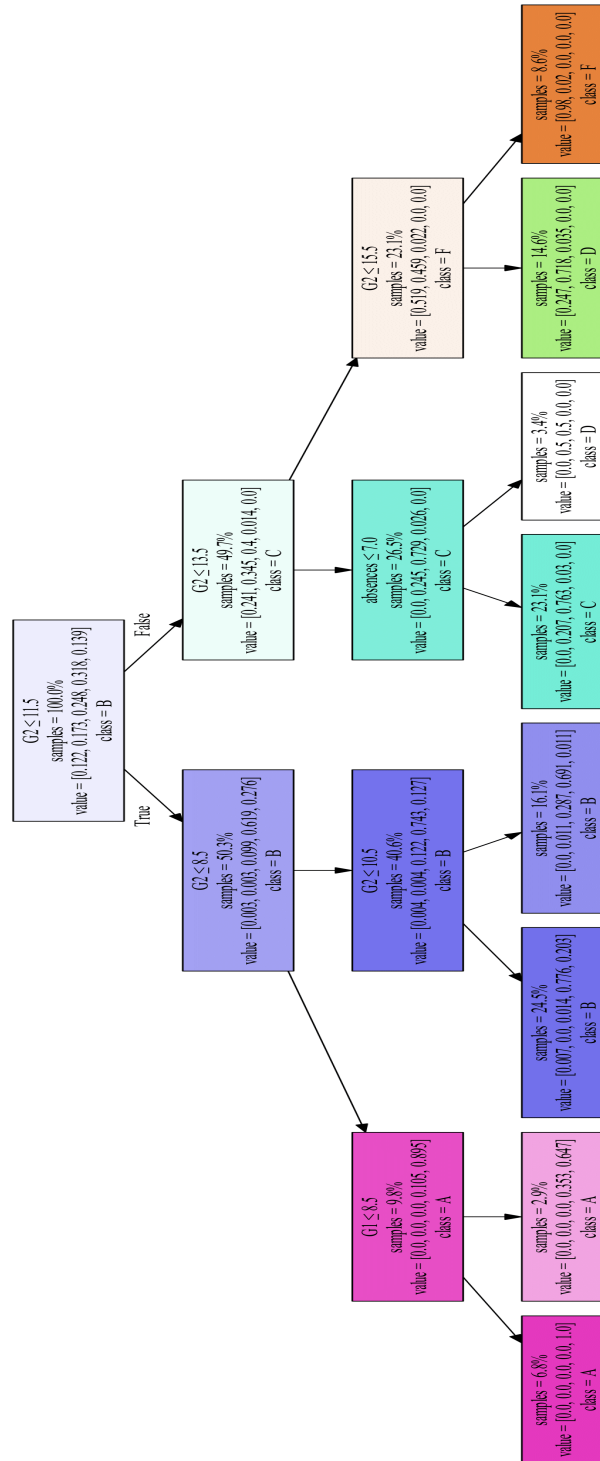 G2 ≤ 11.5
samples = 100.0%
value = [0.122, 0.173, 0.248, 0.318, 0.139]
class = B
True
False
G2 ≤ 8.5
samples = 50.3%
value = [0.003, 0.003, 0.099, 0.619, 0.276]
class = B
G2 ≤ 13.5
samples = 49.7%
value = [0.241, 0.345, 0.4, 0.014, 0.0]
class = C
G1 ≤ 8.5
samples = 9.8%
value = [0.0, 0.0, 0.0, 0.105, 0.895]
class = A
G2 ≤ 10.5
samples = 40.6%
value = [0.004, 0.004, 0.122, 0.743, 0.127]
class = B
absences ≤ 7.0
samples = 26.5%
value = [0.0, 0.245, 0.729, 0.026, 0.0]
class = C
G2 ≤ 15.5
samples = 23.1%
value = [0.519, 0.459, 0.022, 0.0, 0.0]
class = F
samples = 6.8%
value = [0.0, 0.0, 0.0, 0.0, 1.0]
class = A
samples = 2.9%
value = [0.0, 0.0, 0.0, 0.353, 0.647]
class = A
samples = 24.5%
value = [0.007, 0.0, 0.014, 0.776, 0.203]
class = B
samples = 16.1%
value = [0.0, 0.011, 0.287, 0.691, 0.011]
class = B
samples = 23.1%
value = [0.0, 0.207, 0.763, 0.03, 0.0]
class = C
samples = 3.4%
value = [0.0, 0.5, 0.5, 0.0, 0.0]
class = D
samples = 14.6%
value = [0.247, 0.718, 0.035, 0.0, 0.0]
class = D
samples = 8.6%
value = [0.98, 0.02, 0.0, 0.0, 0.0]
class = F